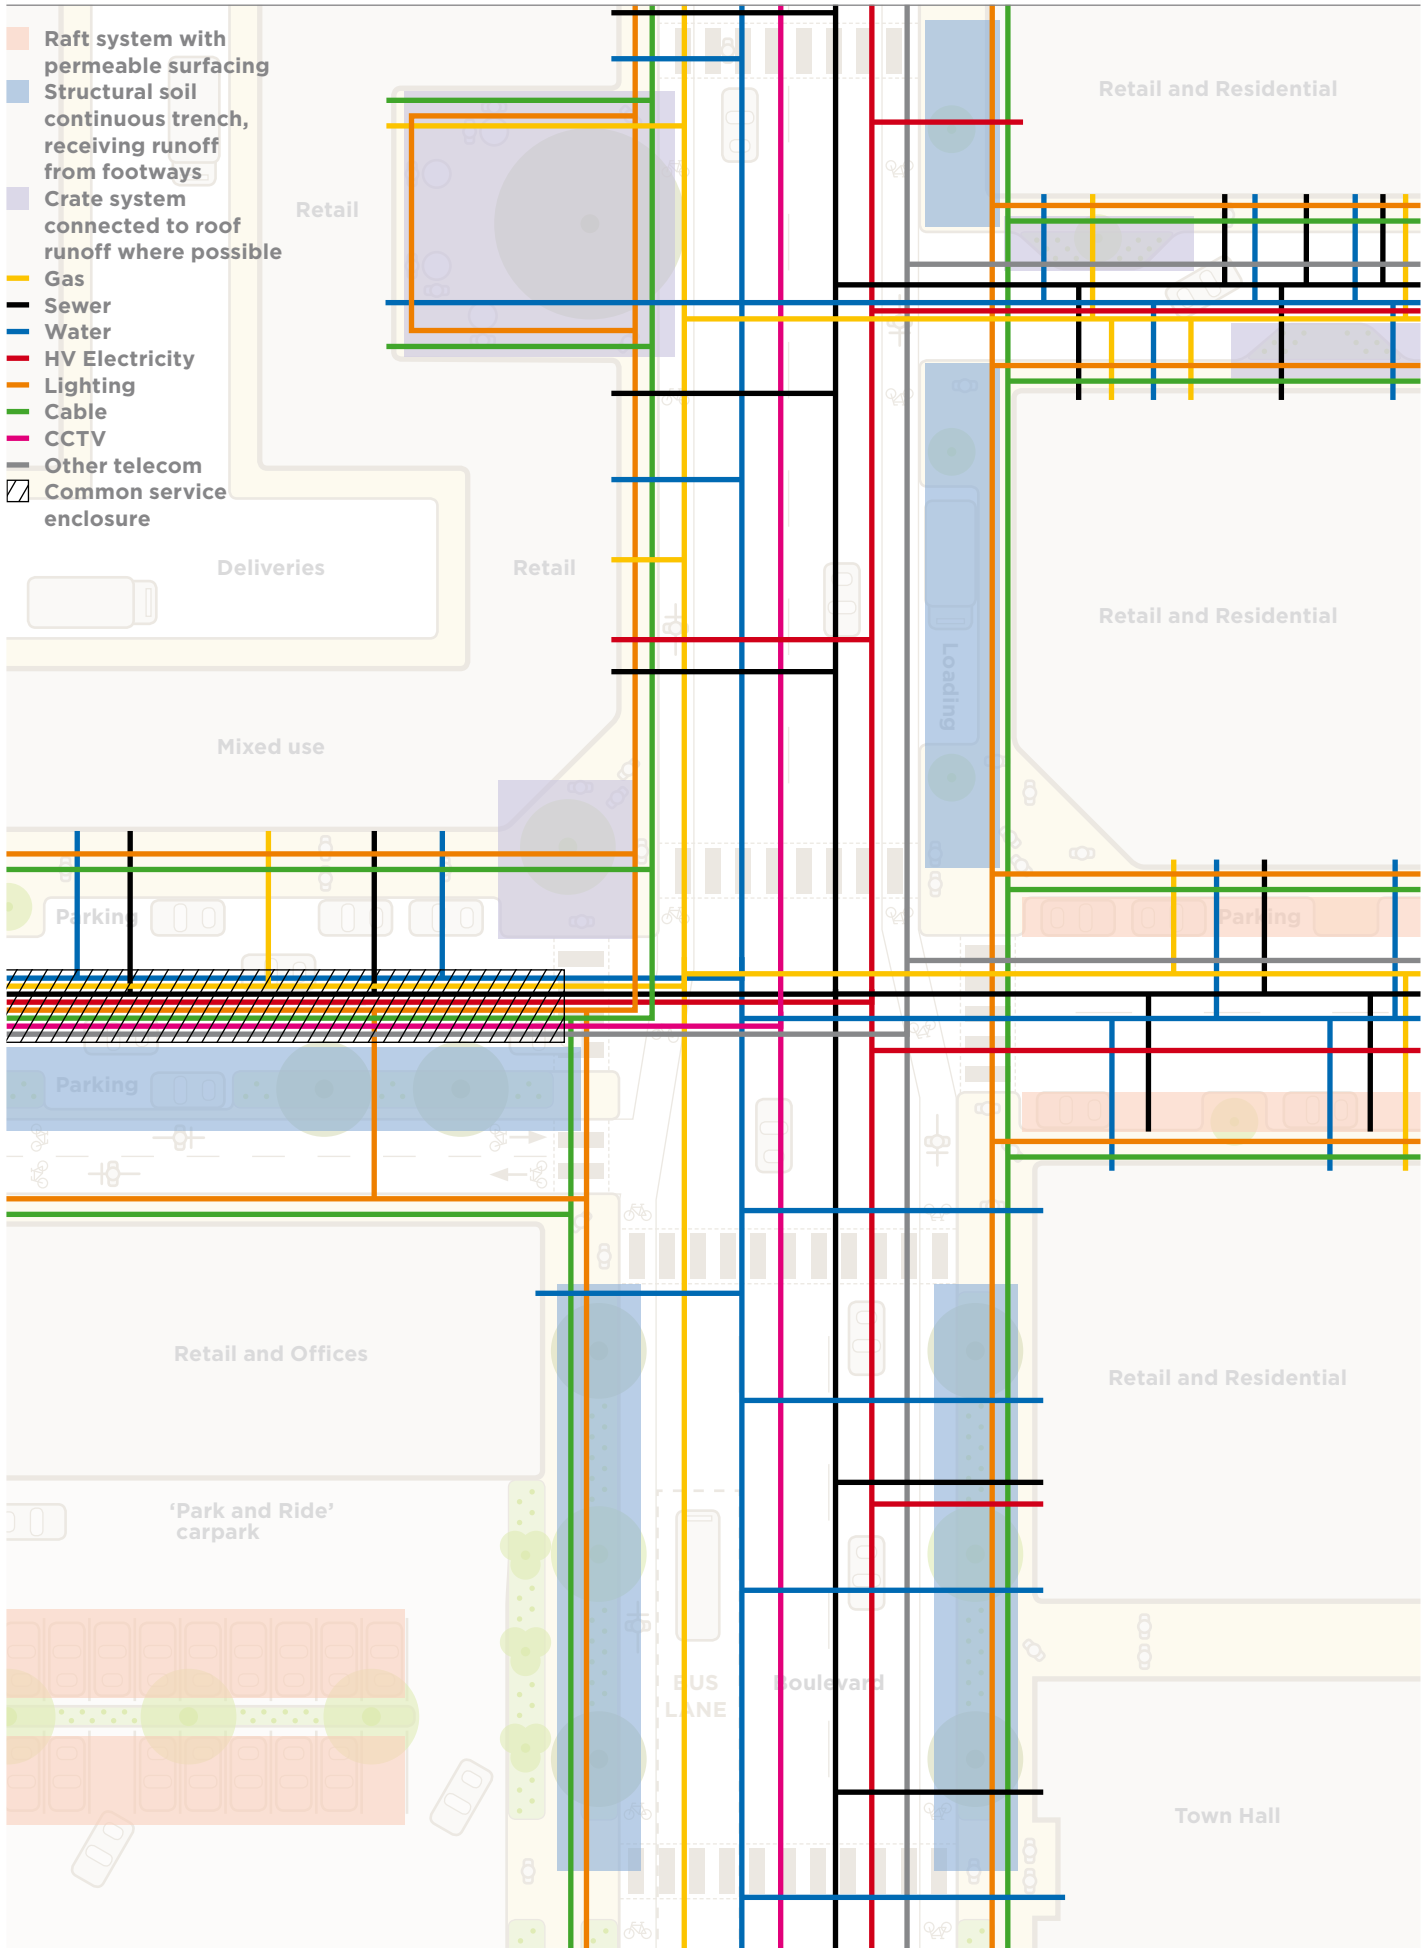 Raft system with
permeable surfacing
Structural soil
continuous trench,
receiving runoff
from footways
Crate system
connected to roof
runoff where possible
Gas
Sewer
Water
HV Electricity
Lighting
Cable
CCTV
Other telecom
Common service
enclosure
Retail
Retail and Residential
Deliveries
Retail
Retail and Residential
Loading
Mixed use
Parking
Parking
Parking
Retail and Offices
Retail and Residential
‘Park and Ride’
carpark
BUS
LANE
Boulevard
Town Hall